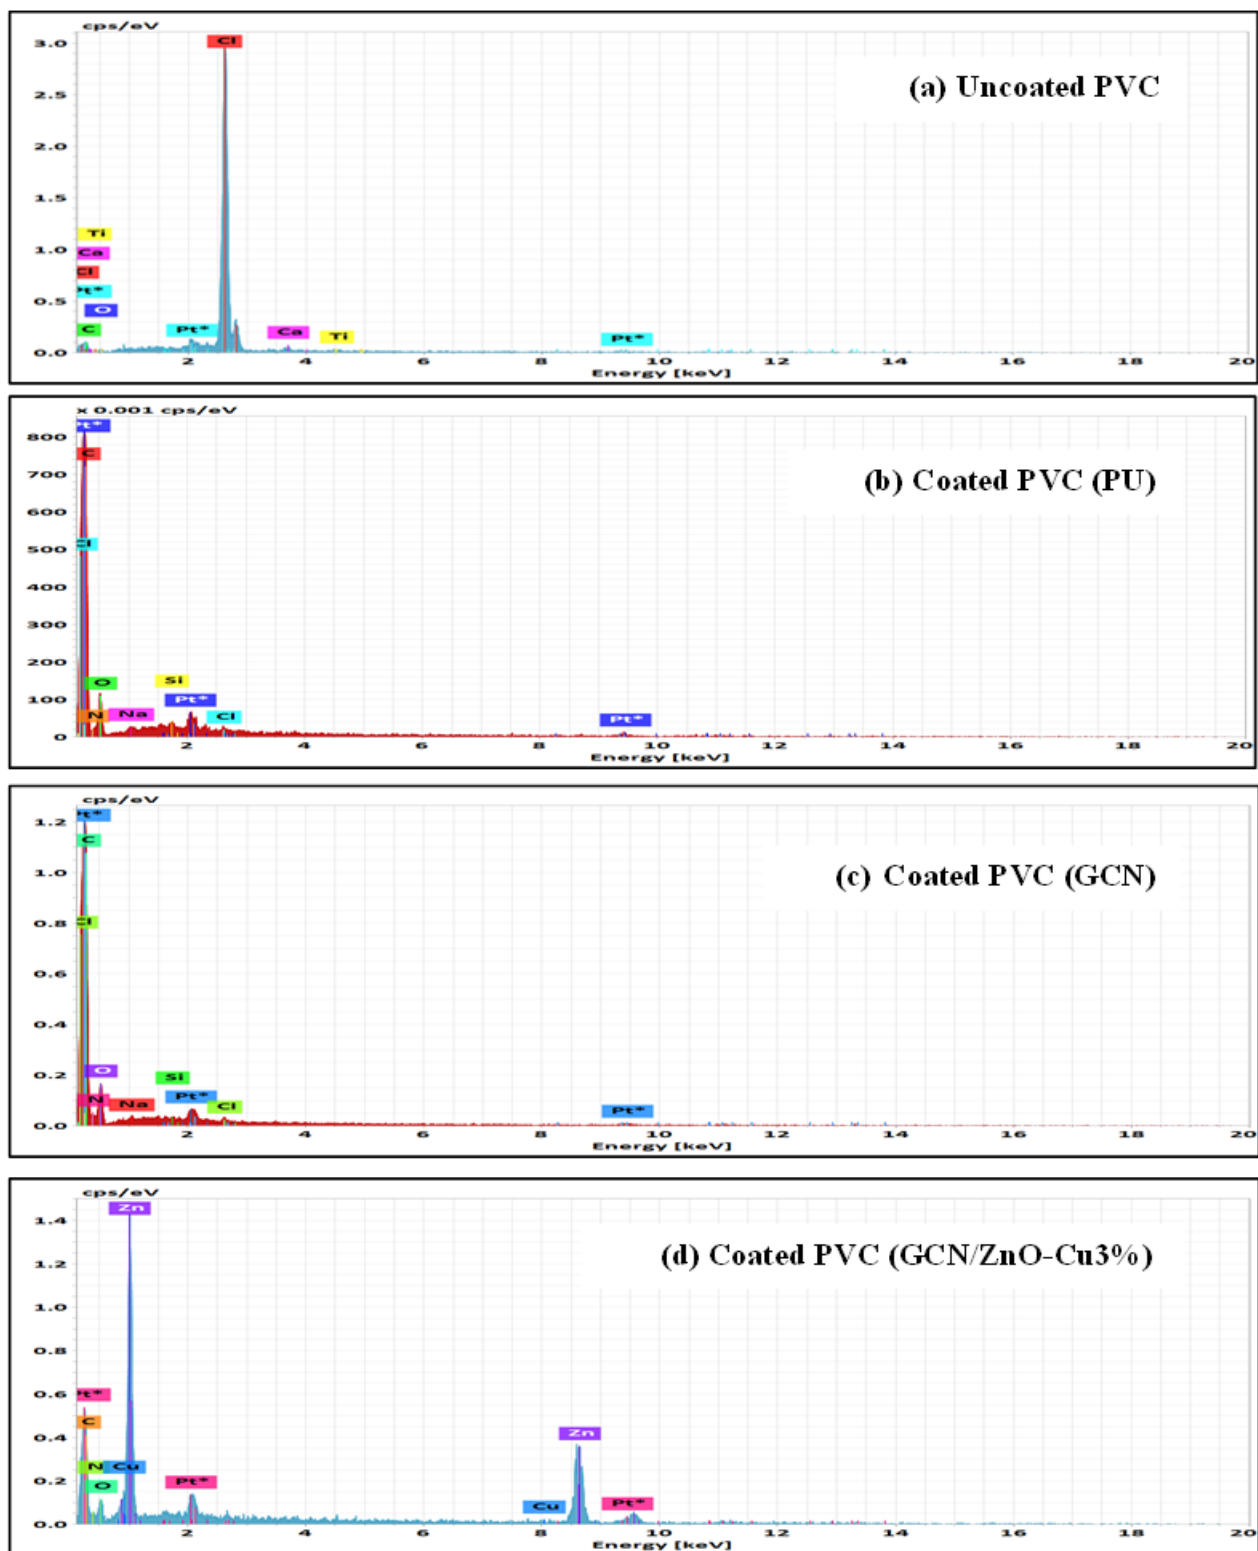 cps/eV
3.0
Cl
(a) Uncoated PVC
2.5
2.0
1.5
Ti
1.0
Ca
Cl
Pt*
0.5
O
C
Pt*
Ca
Ti
Pt*
0.0
2 4 6 8 10 12 14 16 18 20
Energy [keV]
x 0.001 cps/eV
Pt*
800
C
(b) Coated PVC (PU)
700
600
Cl
500
400
300
200
O
Si
100
Pt*
N
Na
Cl
Pt*
0
2 4 6 8 10 12 14 16 18 20
Energy [keV]
cps/eV
1.2
Pt*
C
1.0
(c) Coated PVC (GCN)
0.8
Cl
0.6
0.4
0.2
O
Si
N
Na
Pt*
Cl
Pt*
0.0
2 4 6 8 10 12 14 16 18 20
Energy [keV]
cps/eV
Zn
1.4
(d) Coated PVC (GCN/ZnO-Cu3%)
1.2
1.0
0.8
0.6
Pt*
C
0.4
Zn
N
Cu
0.2
O
Pt*
Cu
Pt*
0.0
2 4 6 8 10 12 14 16 18 20
Energy [keV]